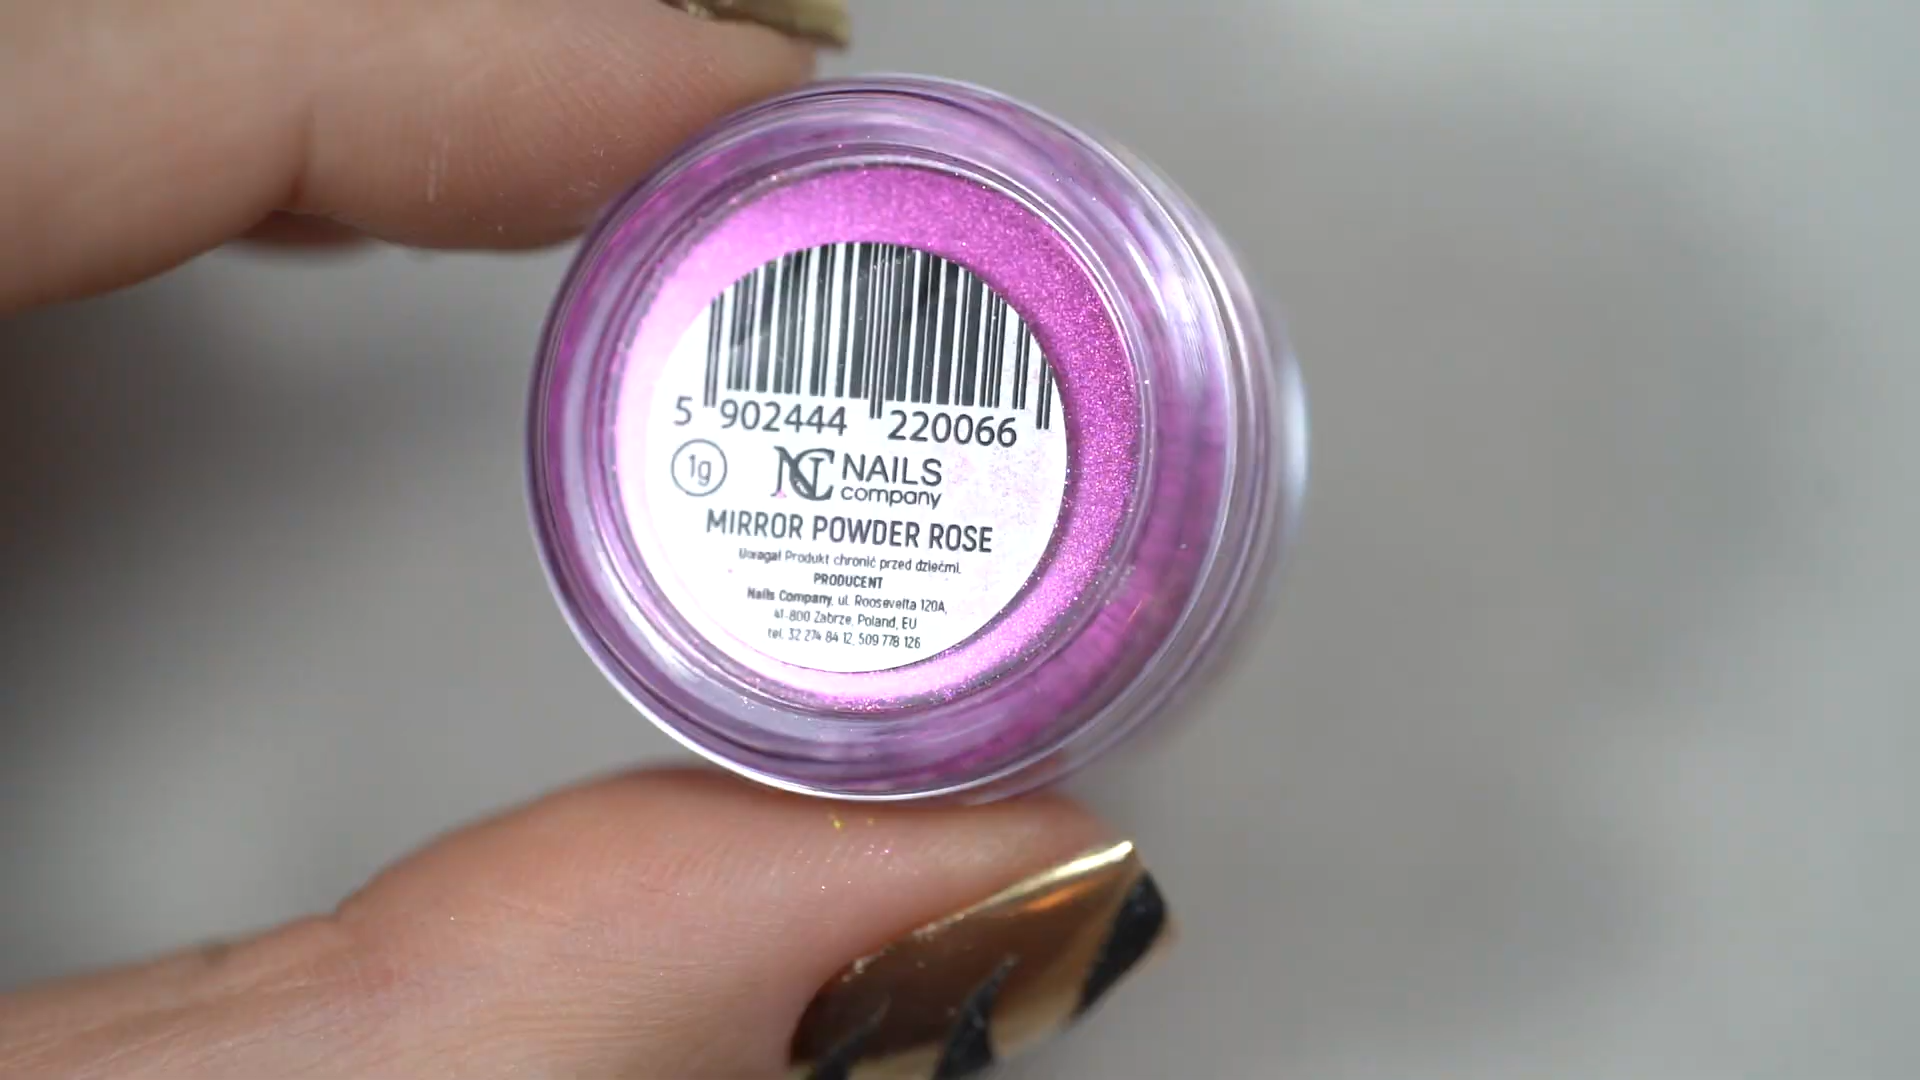 5 902444 220066
1g
NC NAILS
company
MIRROR POWDER ROSE
Uwaga! Produkt chronić przed dziećmi.
PRODUCENT
Nails Company, ul. Roosevelta 120A,
41-800 Zabrze, Poland, EU
tel. 32 274 84 12, 509 778 126